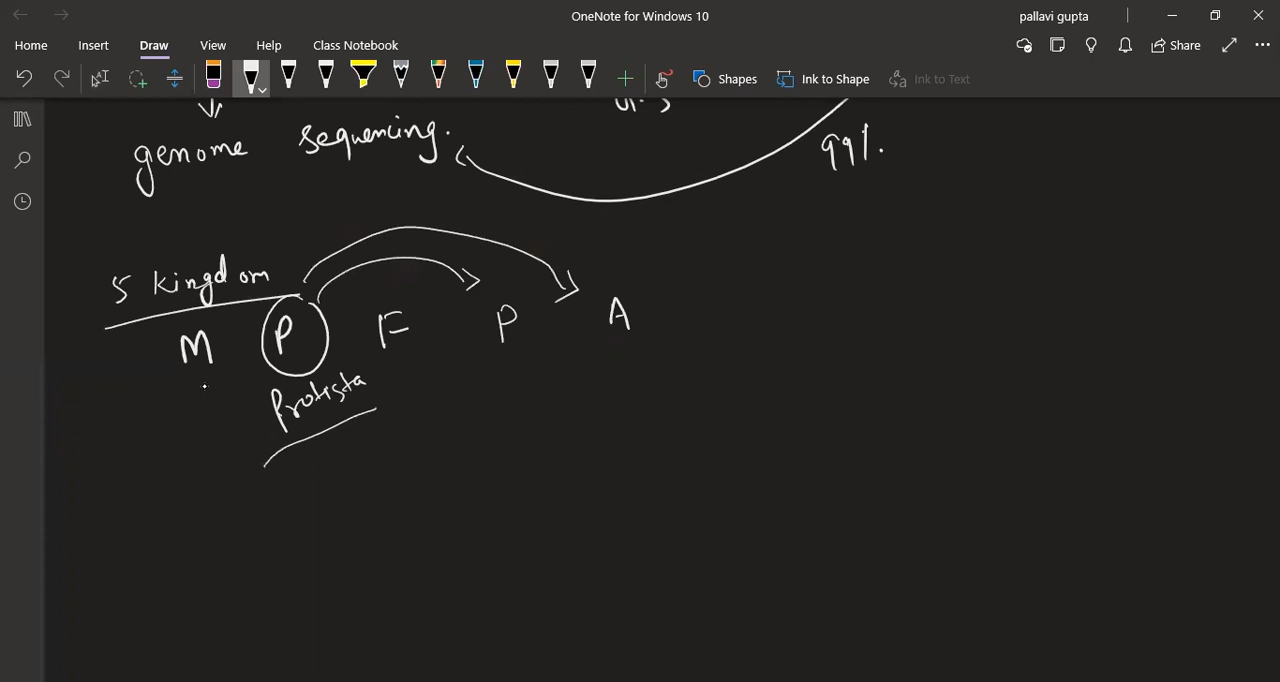 OneNote for Windows 10
pallavi gupta
Home Insert Draw View Help Class Notebook
Share
Shapes Ink to Shape Ink to Text
genome sequencing.
99%.
5 kingdom
M P F P A
Protista